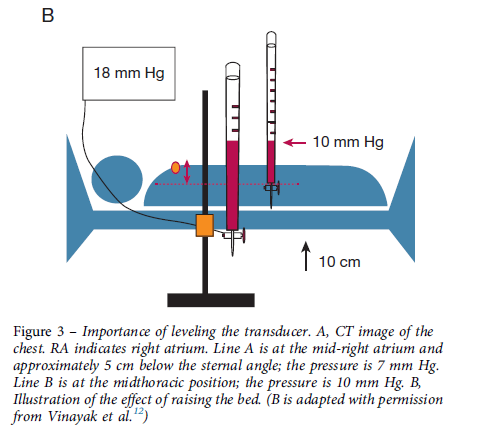 B
18 mm Hg
10 mm Hg
10 cm
Figure 3 – Importance of leveling the transducer. A, CT image of the
chest. RA indicates right atrium. Line A is at the mid-right atrium and
approximately 5 cm below the sternal angle; the pressure is 7 mm Hg.
Line B is at the midthoracic position; the pressure is 10 mm Hg. B,
Illustration of the effect of raising the bed. (B is adapted with permission
from Vinayak et al.12)